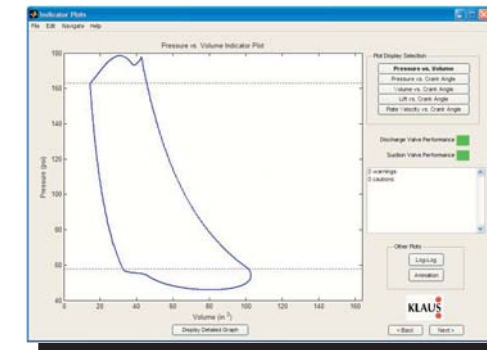 Indicator Plots
File Edit Navigate Help
Pressure vs. Volume Indicator Plot
Pressure (psi)
180
160
140
120
100
80
60
40
0 20 40 60 80 100 120 140 160
Volume (in ³)
Display Detailed Graph
Plot Display Selection
Pressure vs. Volume
Pressure vs. Crank Angle
Volume vs. Crank Angle
Lift vs. Crank Angle
Plate Velocity vs. Crank Angle
Discharge Valve Performance
Suction Valve Performance
0 warnings
0 cautions
Other Plots
Log-Log
Animation
KLAUS
< Back Next >